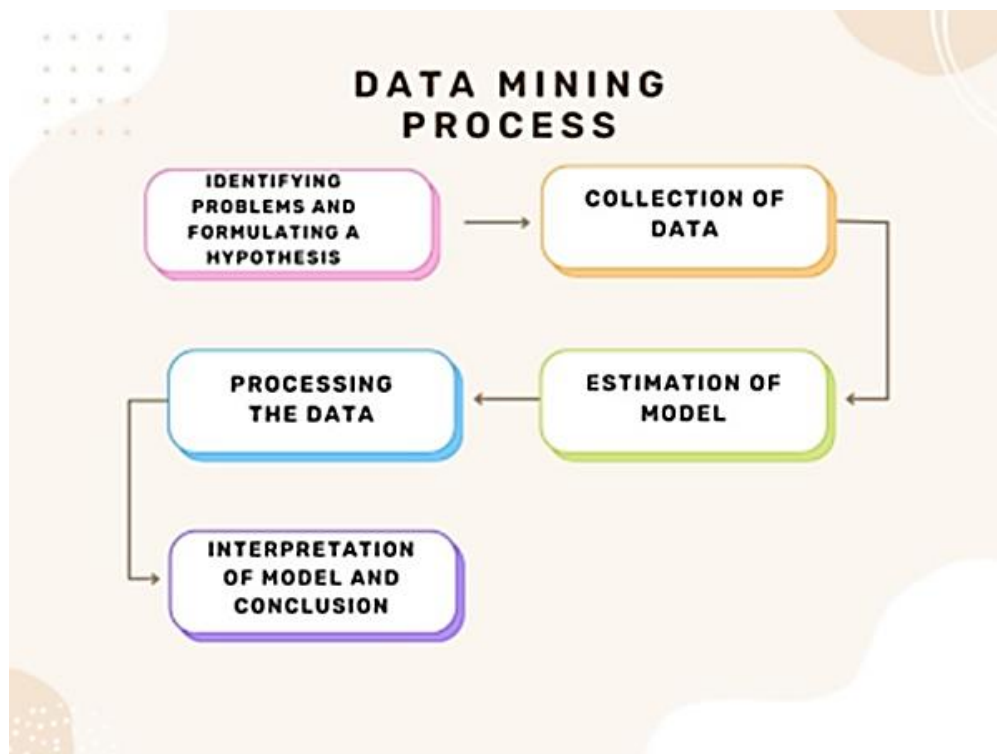 DATA MINING
PROCESS
IDENTIFYING
PROBLEMS AND
FORMULATING A
HYPOTHESIS
COLLECTION OF
DATA
ESTIMATION OF
MODEL
PROCESSING
THE DATA
INTERPRETATION
OF MODEL AND
CONCLUSION